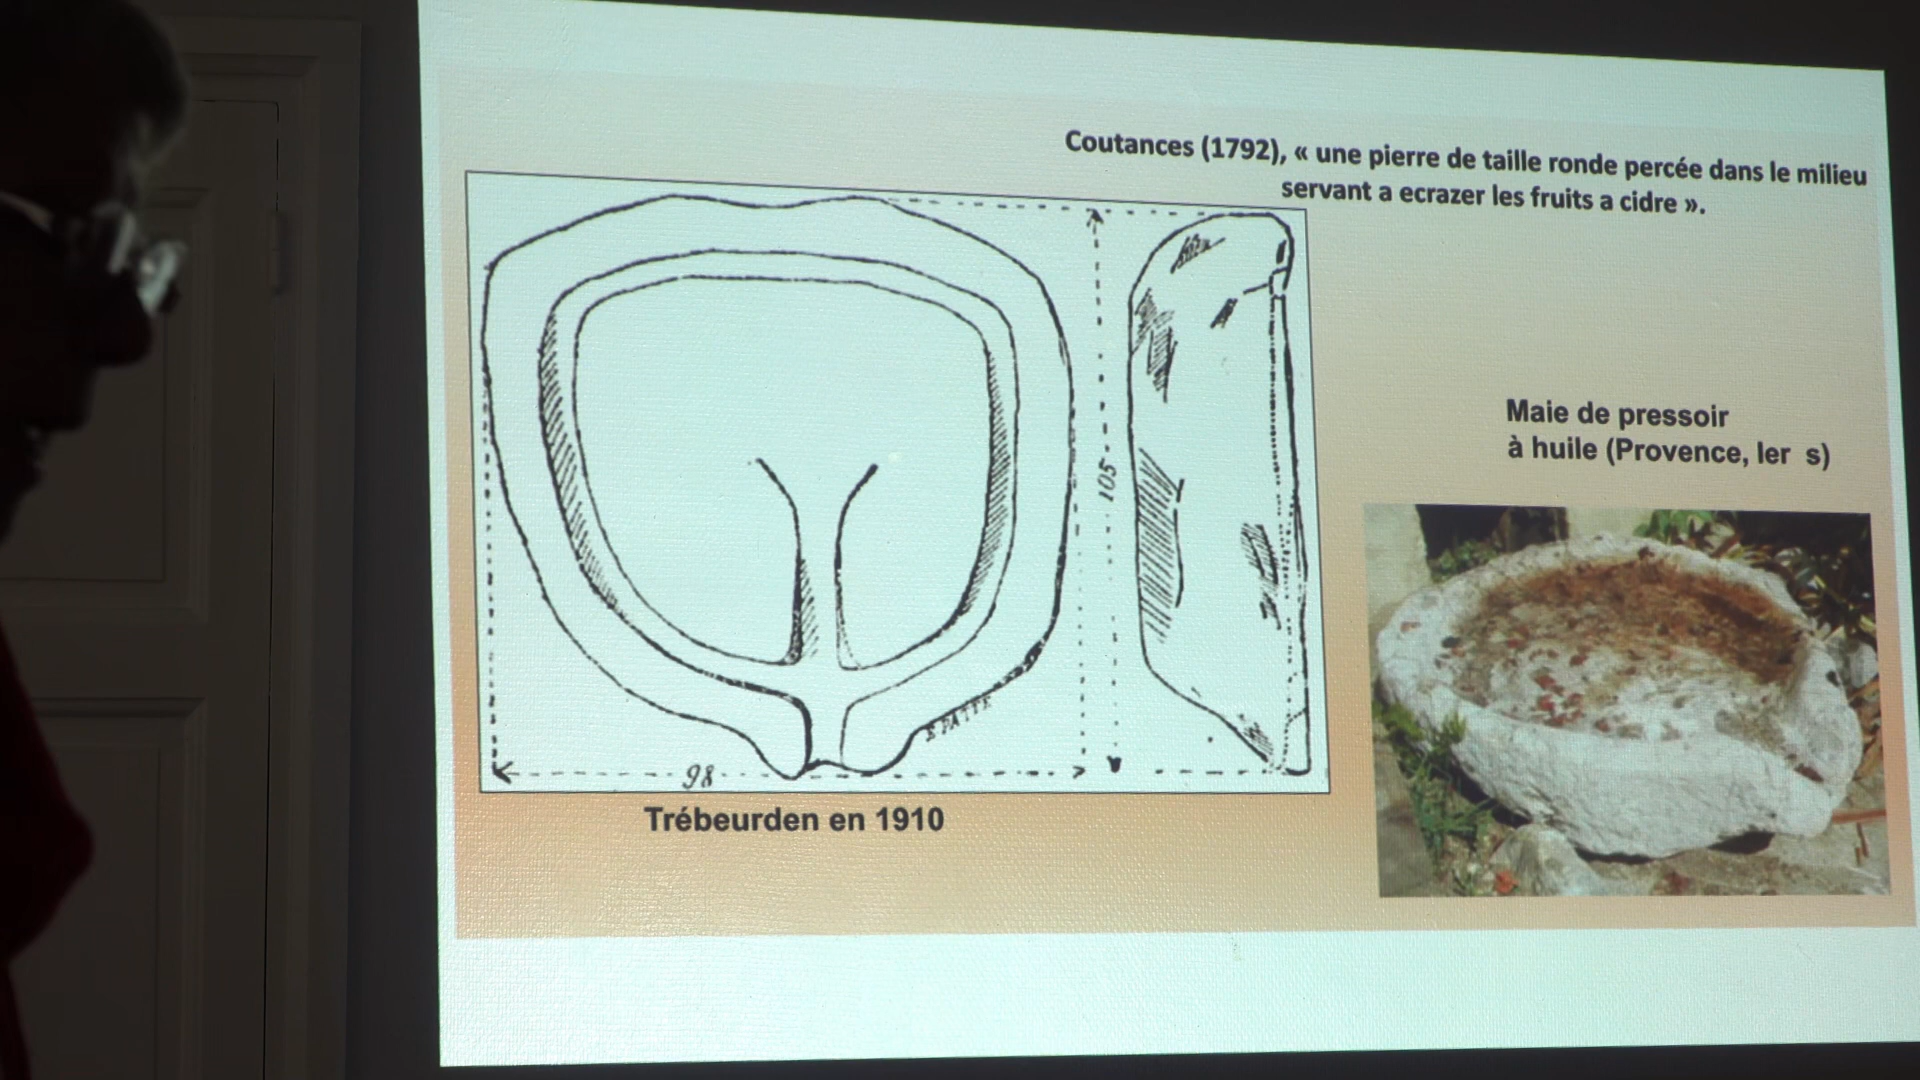 Coutances (1792), « une pierre de taille ronde percée dans le milieu
servant a ecrazer les fruits a cidre ».
105
Maie de pressoir
à huile (Provence, Ier s)
E PATTE
98
Trébeurden en 1910